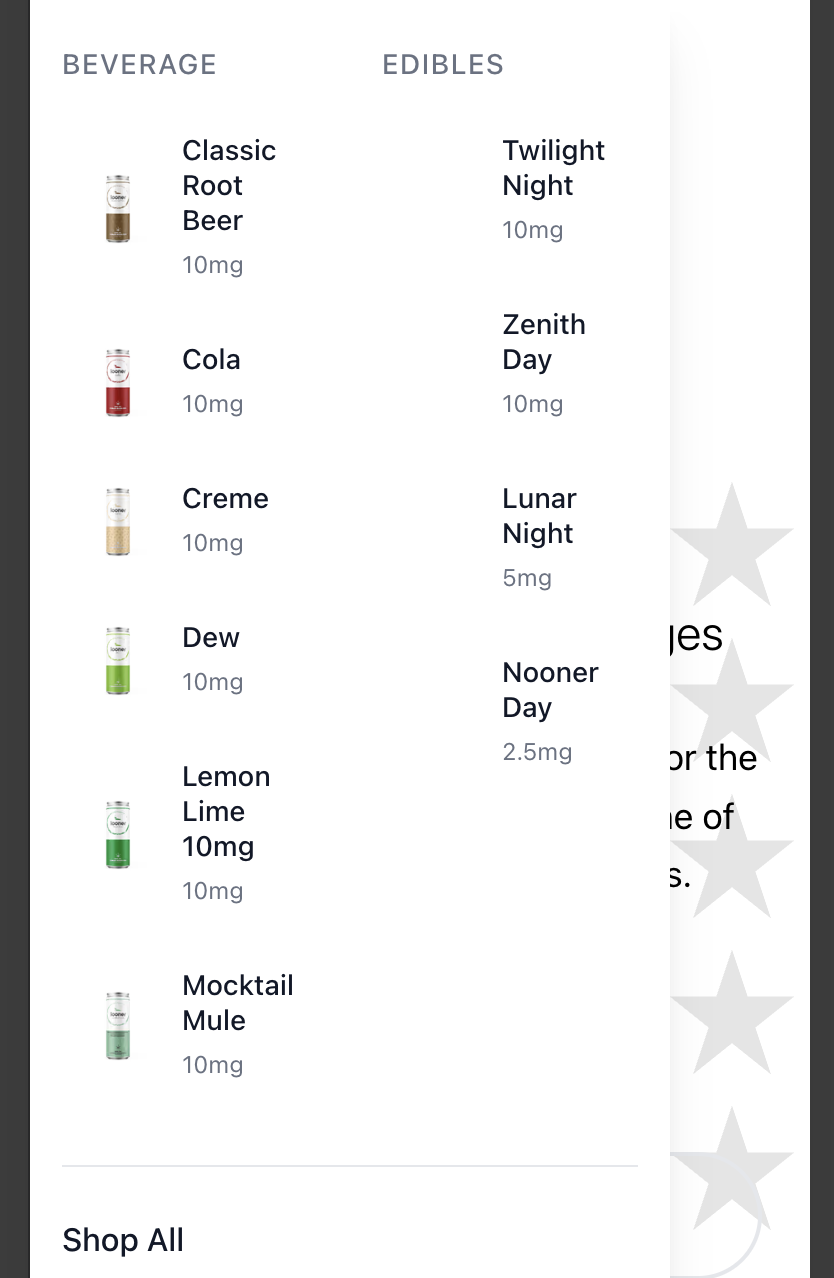 BEVERAGE
Classic
Root
Beer
10mg
Cola
10mg
Creme
10mg
Dew
10mg
Lemon
Lime
10mg
10mg
Mocktail
Mule
10mg
EDIBLES
Twilight
Night
10mg
Zenith
Day
10mg
Lunar
Night
5mg
Nooner
Day
2.5mg
Shop All
ges
or the
e of
s.